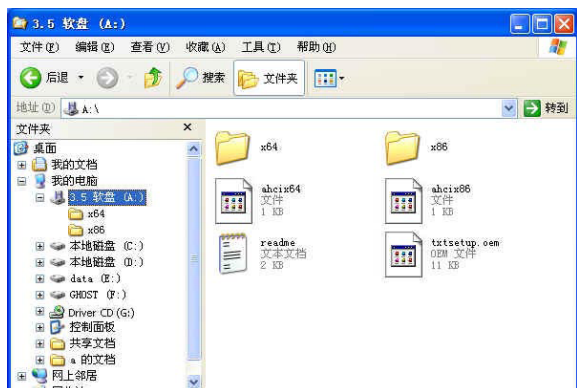 3.5 软盘 (A:)
文件(F) 编辑(E) 查看(V) 收藏(A) 工具(T) 帮助(H)
后退 搜索 文件夹
地址(D) A:\ 转到
文件夹
桌面
我的文档
我的电脑
3.5 软盘 (A:)
x64
x86
本地磁盘 (C:)
本地磁盘 (D:)
data (E:)
GHOST (F:)
Driver CD (G:)
控制面板
共享文档
a 的文档
网上邻居
x64
x86
ahcix64
文件
1 KB
ahcix86
文件
1 KB
readme
文本文档
2 KB
txtsetup.oem
OEM 文件
11 KB